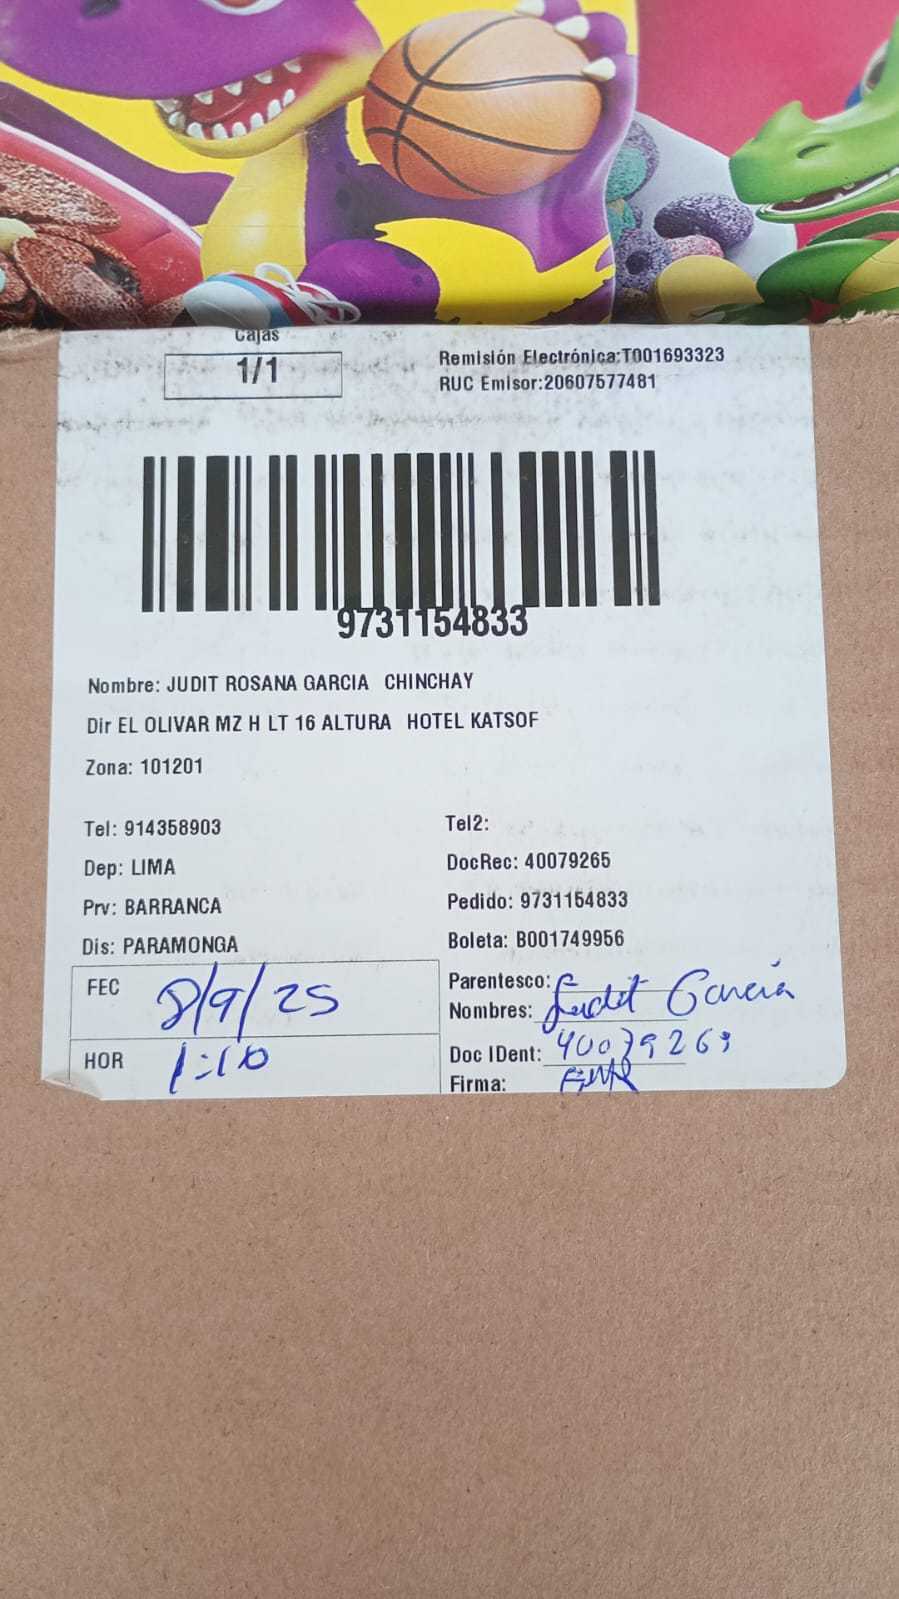 Cajas
1/1
Remisión Electrónica:T001693323
RUC Emisor:20607577481
9731154833
Nombre: JUDIT ROSANA GARCIA CHINCHAY
Dir EL OLIVAR MZ H LT 16 ALTURA HOTEL KATSOF
Zona: 101201
Tel: 914358903
Tel2:
Dep: LIMA
DocRec: 40079265
Prv: BARRANCA
Pedido: 9731154833
Dis: PARAMONGA
Boleta: B001749956
FEC 8/9/25
Parentesco:
Nombres: Judit Garcia
HOR 1:10
Doc IDent:
Firma: